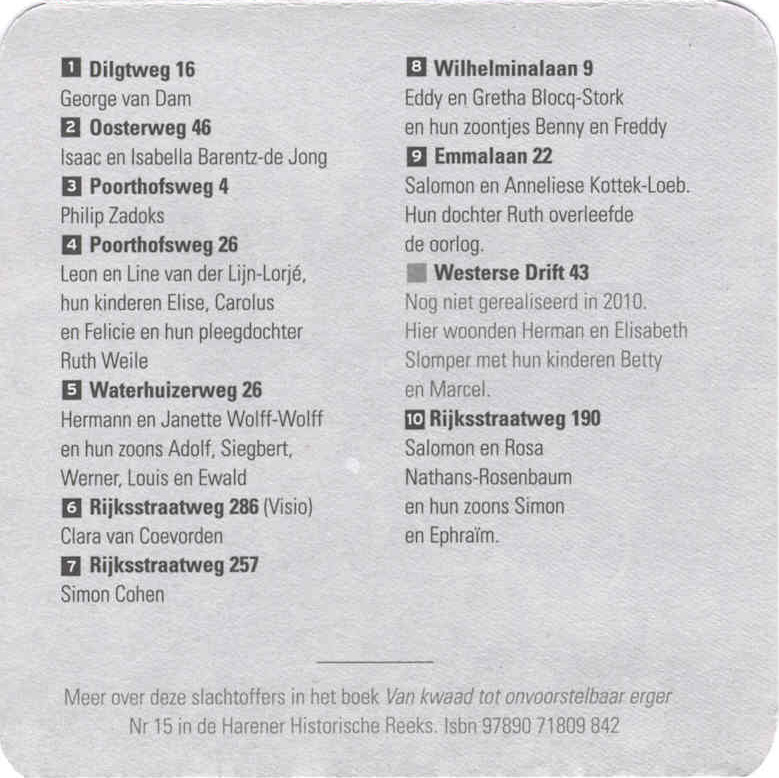 1 Dilgtweg 16
George van Dam
2 Oosterweg 46
Isaac en Isabella Barentz-de Jong
3 Poorthofsweg 4
Philip Zadoks
4 Poorthofsweg 26
Leon en Line van der Lijn-Lorjé,
hun kinderen Elise, Carolus
en Felicie en hun pleegdochter
Ruth Weile
5 Waterhuizerweg 26
Hermann en Janette Wolff-Wolff
en hun zoons Adolf, Siegbert,
Werner, Louis en Ewald
6 Rijksstraatweg 286 (Visio)
Clara van Coevorden
7 Rijksstraatweg 257
Simon Cohen
8 Wilhelminalaan 9
Eddy en Gretha Blocq-Stork
en hun zoontjes Benny en Freddy
9 Emmalaan 22
Salomon en Anneliese Kottek-Loeb.
Hun dochter Ruth overleefde
de oorlog.
Westerse Drift 43
Nog niet gerealiseerd in 2010.
Hier woonden Herman en Elisabeth
Slomper met hun kinderen Betty
en Marcel.
10 Rijksstraatweg 190
Salomon en Rosa
Nathans-Rosenbaum
en hun zoons Simon
en Ephraïm.
Meer over deze slachtoffers in het boek Van kwaad tot onvoorstelbaar erger
Nr 15 in de Harener Historische Reeks. Isbn 97890 71809 842